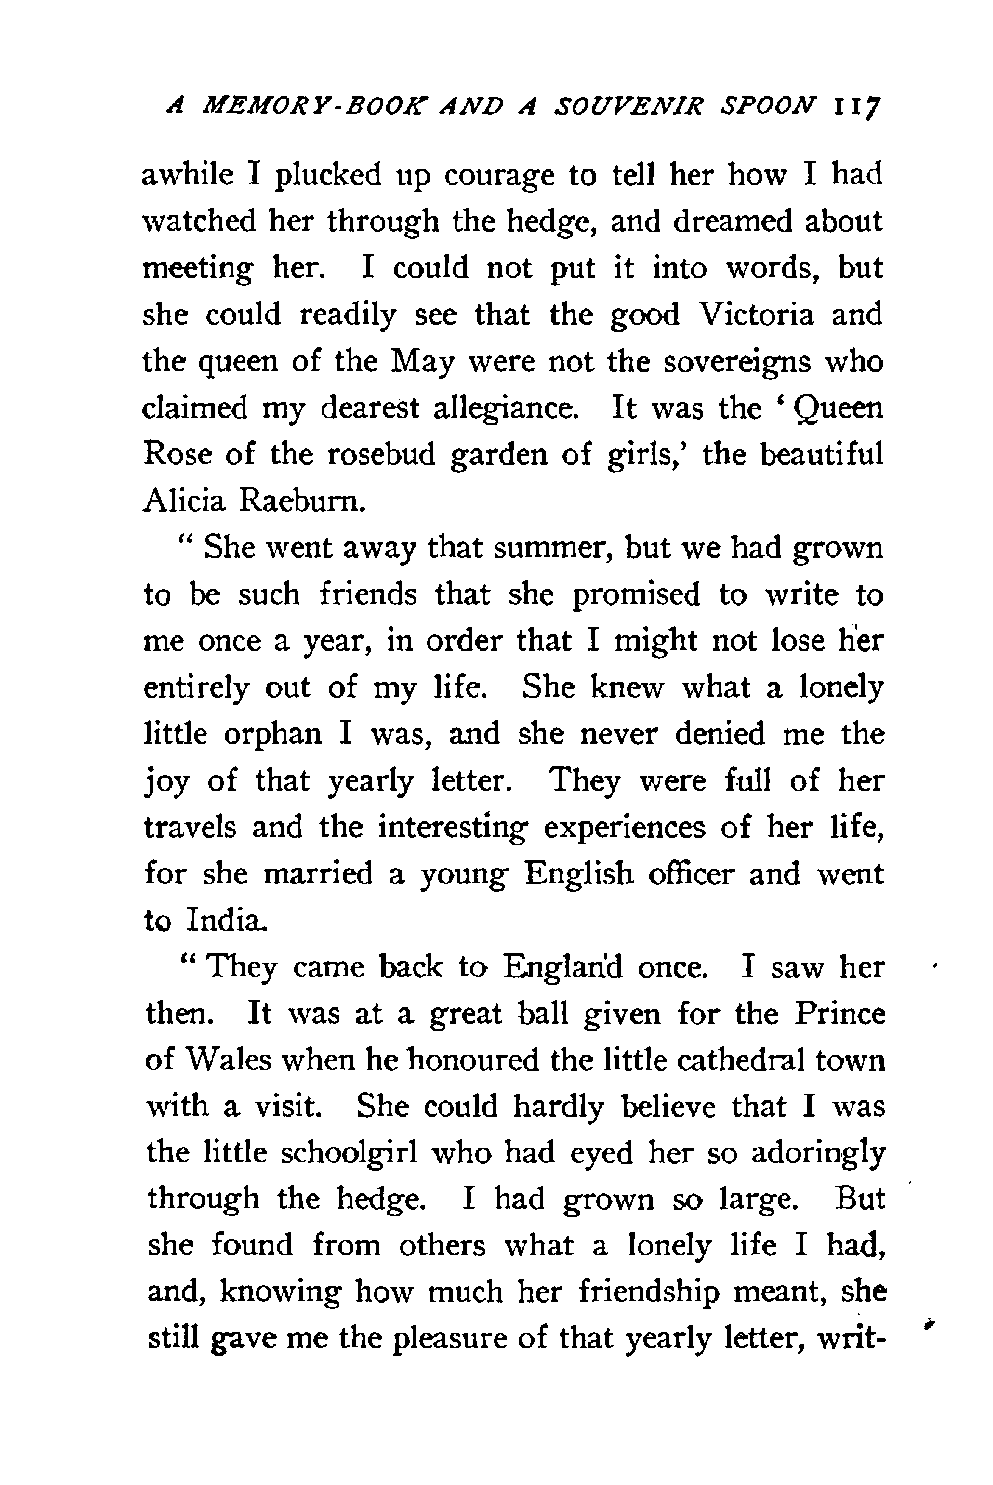 A MEMORY-BOOK AND A SOUVENIR SPOON 117
awhile I plucked up courage to tell her how I had
watched her through the hedge, and dreamed about
meeting her. I could not put it into words, but
she could readily see that the good Victoria and
the queen of the May were not the sovereigns who
claimed my dearest allegiance. It was the ‘ Queen
Rose of the rosebud garden of girls,’ the beautiful
Alicia Raeburn.
“ She went away that summer, but we had grown
to be such friends that she promised to write to
me once a year, in order that I might not lose her
entirely out of my life. She knew what a lonely
little orphan I was, and she never denied me the
joy of that yearly letter. They were full of her
travels and the interesting experiences of her life,
for she married a young English officer and went
to India.
“ They came back to England once. I saw her
then. It was at a great ball given for the Prince
of Wales when he honoured the little cathedral town
with a visit. She could hardly believe that I was
the little schoolgirl who had eyed her so adoringly
through the hedge. I had grown so large. But
she found from others what a lonely life I had,
and, knowing how much her friendship meant, she
still gave me the pleasure of that yearly letter, writ-